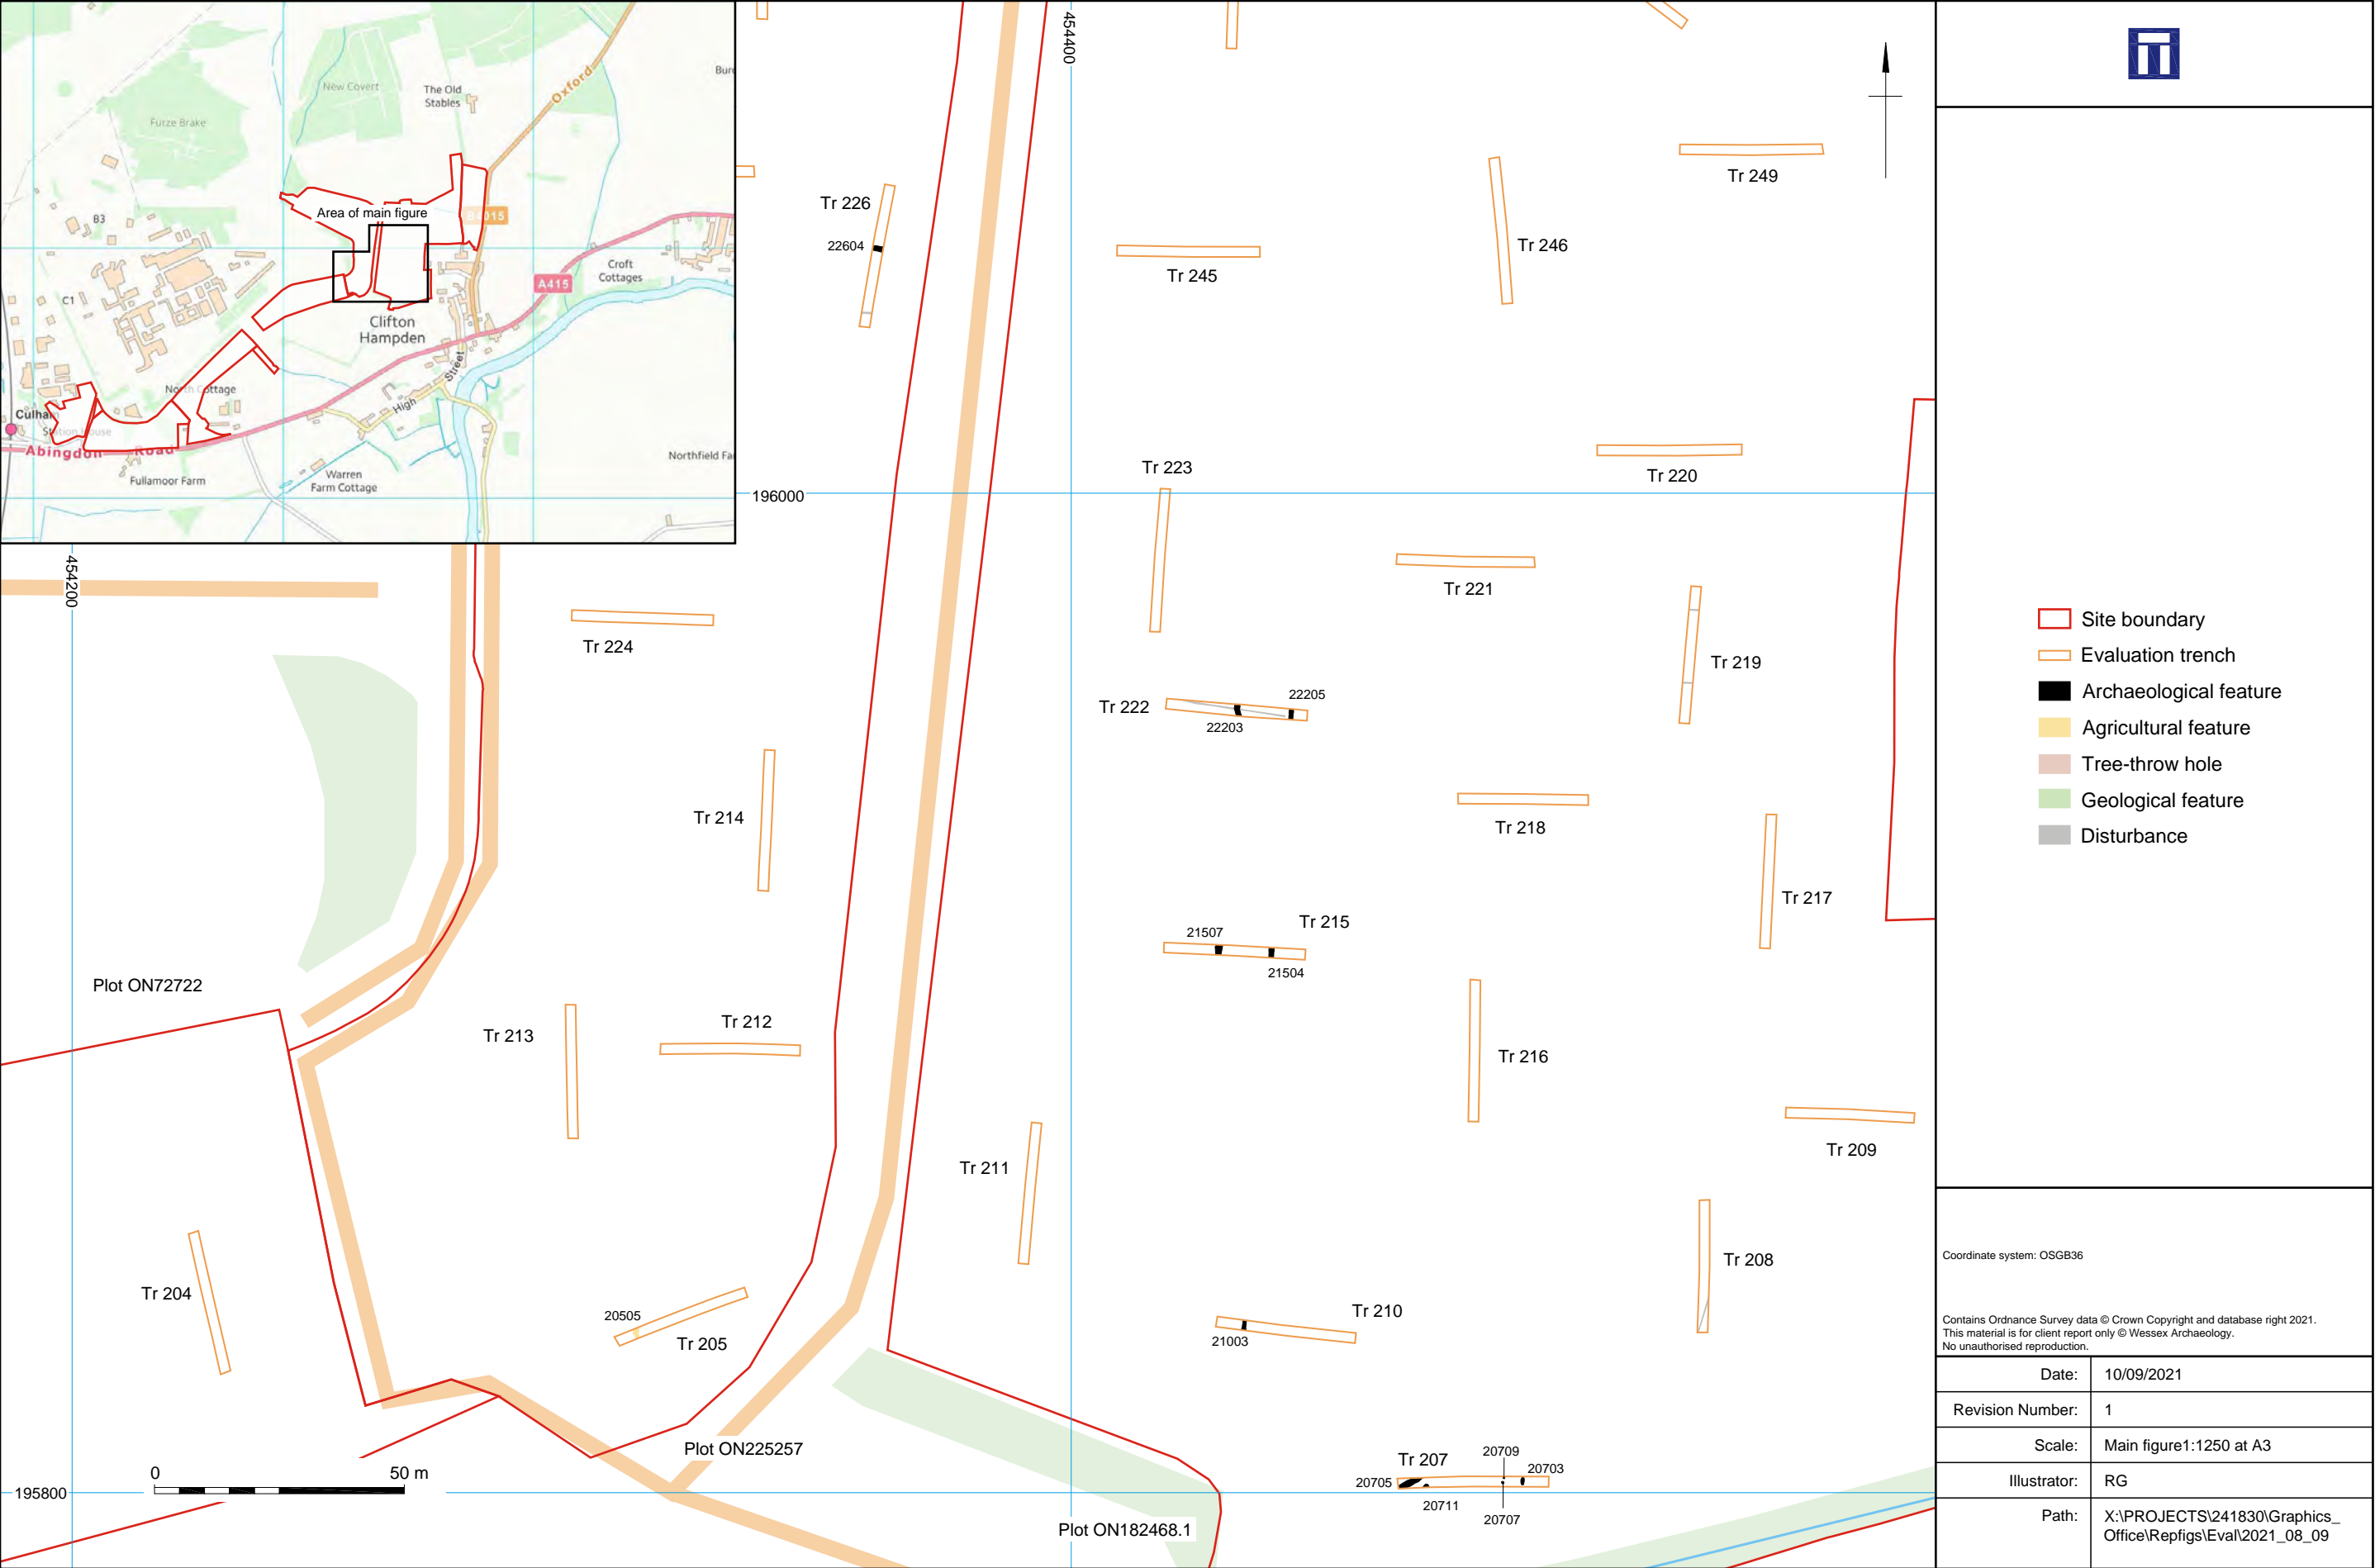 New Covert
The Old
Stables
Oxford
Furze Brake
B3
Area of main figure
B4015
A415
Croft
Cottages
C1
Clifton
Hampden
North Cottage
High
Street
Culham
Station House
Abingdon Road
Fullamoor Farm
Warren
Farm Cottage
454400
Tr 226
22604
Tr 245
Tr 246
Tr 249
Tr 223
Tr 220
196000
454200
Tr 224
Tr 221
Tr 219
Tr 222
22205
22203
Tr 214
Tr 218
Tr 217
21507
Tr 215
21504
Plot ON72722
Tr 213
Tr 212
Tr 216
Tr 211
Tr 209
Tr 204
Tr 208
20505
Tr 205
Tr 210
21003
Plot ON225257
Tr 207
20709
20703
20705
20711
20707
0
50 m
195800
Plot ON182468.1
Site boundary
Evaluation trench
Archaeological feature
Agricultural feature
Tree-throw hole
Geological feature
Disturbance
Coordinate system: OSGB36
Contains Ordnance Survey data © Crown Copyright and database right 2021.
This material is for client report only © Wessex Archaeology.
No unauthorised reproduction.
Date: 10/09/2021
Revision Number: 1
Scale: Main figure1:1250 at A3
Illustrator: RG
Path: X:\PROJECTS\241830\Graphics_
Office\Repfigs\Eval\2021_08_09